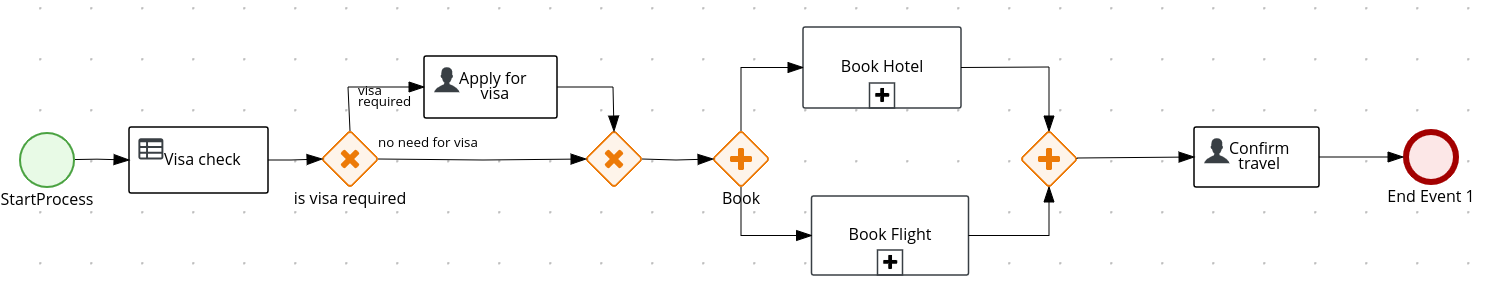 StartProcess
Visa check
is visa required
visa
required
no need for visa
Apply for
visa
Book
Book Hotel
Book Flight
Confirm
travel
End Event 1